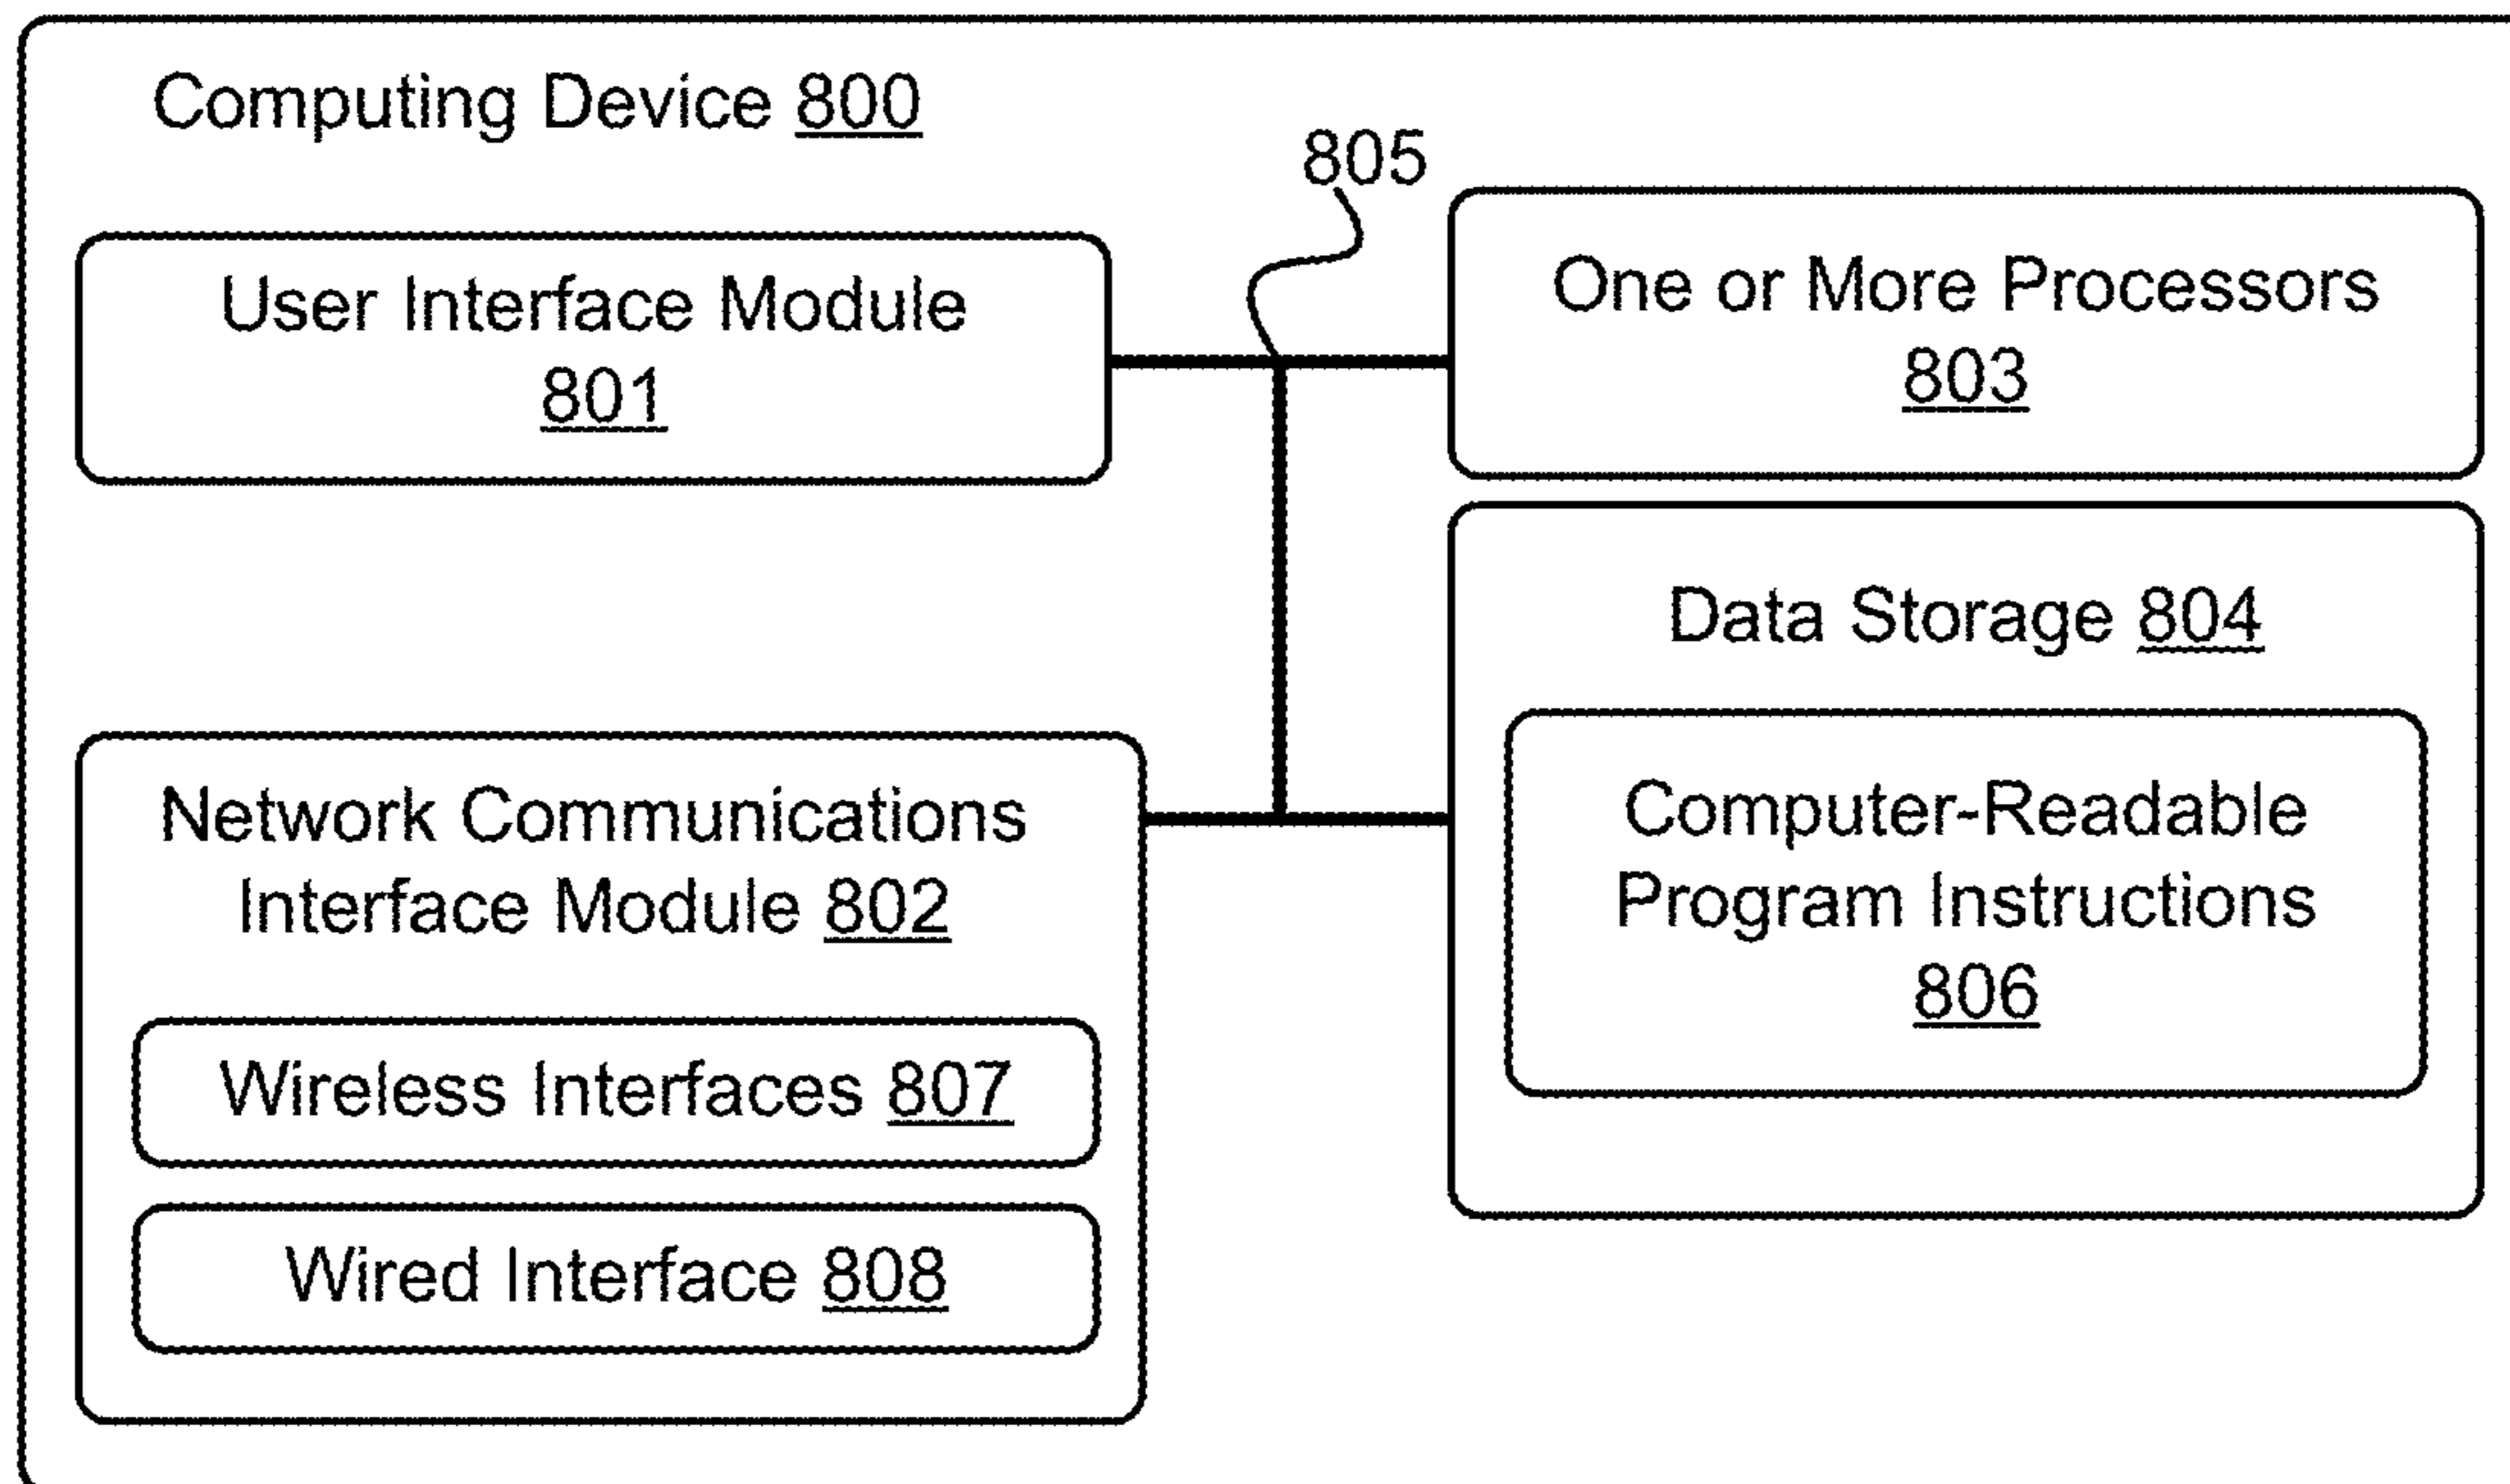 Computing Device 800
805
User Interface Module
801
One or More Processors
803
Data Storage 804
Computer-Readable
Program Instructions
806
Network Communications
Interface Module 802
Wireless Interfaces 807
Wired Interface 808